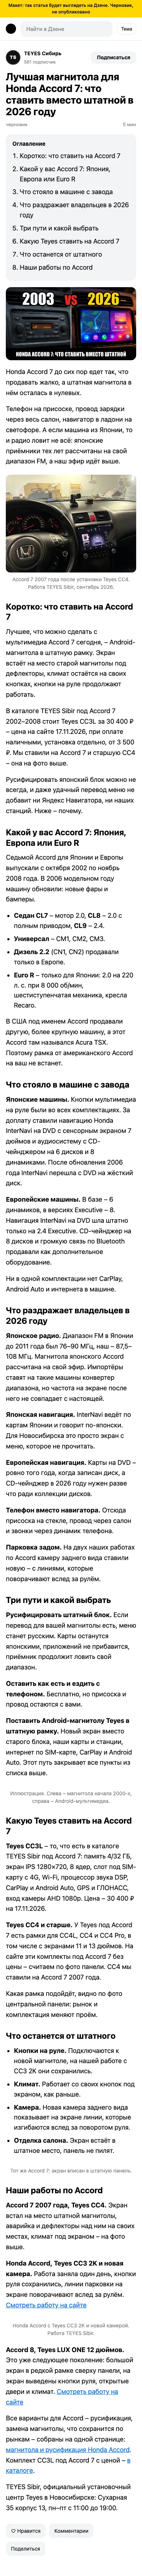 Макет: так статья будет выглядеть на Дзене. Черновик,
не опубликовано
Найти в Дзене
Тема
TS
TEYES Сибирь
581 подписчик
Подписаться
Лучшая магнитола для
Honda Accord 7: что
ставить вместо штатной в
2026 году
черновик
5 мин
Оглавление
1. Коротко: что ставить на Accord 7
2. Какой у вас Accord 7: Япония,
Европа или Euro R
3. Что стояло в машине с завода
4. Что раздражает владельцев в 2026
году
5. Три пути и какой выбрать
6. Какую Teyes ставить на Accord 7
7. Что останется от штатного
8. Наши работы по Accord
2003 VS 2026
HONDA ACCORD 7: ЧТО СТАВИТЬ ВМЕСТО ШТАТНОЙ
Honda Accord 7 до сих пор едет так, что
продавать жалко, а штатная магнитола в
нём осталась в нулевых.
Телефон на присоске, провод зарядки
через весь салон, навигатор в ладони на
светофоре. А если машина из Японии, то
и радио ловит не всё: японские
приёмники тех лет рассчитаны на свой
диапазон FM, а наш эфир идёт выше.
Accord 7 2007 года после установки Teyes CC4.
Работа TEYES Sibir, сентябрь 2026.
Коротко: что ставить на Accord
7
Лучшее, что можно сделать с
мультимедиа Accord 7 сегодня, – Android-
магнитола в штатную рамку. Экран
встаёт на место старой магнитолы под
дефлекторы, климат остаётся на своих
кнопках, кнопки на руле продолжают
работать.
В каталоге TEYES Sibir под Accord 7
2002–2008 стоит Teyes CC3L за 30 400 ₽
– цена на сайте 17.11.2026, при оплате
наличными, установка отдельно, от 3 500
₽. Мы ставили на Accord 7 и старшую CC4
– она на фото выше.
Русифицировать японский блок можно не
всегда, и даже удачный перевод меню не
добавит ни Яндекс Навигатора, ни наших
станций. Ниже – почему.
Какой у вас Accord 7: Япония,
Европа или Euro R
Седьмой Accord для Японии и Европы
выпускался с октября 2002 по ноябрь
2008 года. В 2006 модельном году
машину обновили: новые фары и
бамперы.
• Седан CL7 – мотор 2.0, CL8 – 2.0 с
полным приводом, CL9 – 2.4.
• Универсал – CM1, CM2, CM3.
• Дизель 2.2 (CN1, CN2) продавали
только в Европе.
• Euro R – только для Японии: 2.0 на 220
л. с. при 8 000 об/мин,
шестиступенчатая механика, кресла
Recaro.
В США под именем Accord продавали
другую, более крупную машину, а этот
Accord там назывался Acura TSX.
Поэтому рамка от американского Accord
на ваш не встанет.
Что стояло в машине с завода
Японские машины. Кнопки мультимедиа
на руле были во всех комплектациях. За
доплату ставили навигацию Honda
InterNavi на DVD с сенсорным экраном 7
дюймов и аудиосистему с CD-
чейнджером на 6 дисков и 8
динамиками. После обновления 2006
года InterNavi перешла с DVD на жёсткий
диск.
Европейские машины. В базе – 6
динамиков, в версиях Executive – 8.
Навигация InterNavi на DVD шла штатно
только на 2.4 Executive. CD-чейнджер на
8 дисков и громкую связь по Bluetooth
продавали как дополнительное
оборудование.
Ни в одной комплектации нет CarPlay,
Android Auto и интернета в машине.
Что раздражает владельцев в
2026 году
Японское радио. Диапазон FM в Японии
до 2011 года был 76–90 МГц, наш – 87,5–
108 МГц. Магнитола японского Accord
рассчитана на свой эфир. Импортёры
ставят на такие машины конвертер
диапазона, но частота на экране после
него не совпадает с настоящей.
Японская навигация. InterNavi ведёт по
картам Японии и говорит по-японски.
Для Новосибирска это просто экран с
меню, которое не прочитать.
Европейская навигация. Карты на DVD –
ровно того года, когда записан диск, а
CD-чейнджер в 2026 году нужен разве
что ради коллекции дисков.
Телефон вместо навигатора. Отсюда
присоска на стекле, провод через салон
и звонки через динамик телефона.
Парковка задом. На двух наших работах
по Accord камеру заднего вида ставили
новую – с линиями, которые
поворачивают вслед за рулём.
Три пути и какой выбрать
Русифицировать штатный блок. Если
перевод для вашей магнитолы есть, меню
станет русским. Карты останутся
японскими, приложений не прибавится,
приёмник продолжит ловить свой
диапазон.
Оставить как есть и ездить с
телефоном. Бесплатно, но присоска и
провод остаются с вами.
Поставить Android-магнитолу Teyes в
штатную рамку. Новый экран вместо
старого блока, наши карты и станции,
интернет по SIM-карте, CarPlay и Android
Auto. Этот путь закрывает все пункты из
списка выше.
Иллюстрация. Слева – магнитола начала 2000-х,
справа – Android-мультимедиа.
Какую Teyes ставить на Accord
7
Teyes CC3L – то, что есть в каталоге
TEYES Sibir под Accord 7: память 4/32 ГБ,
экран IPS 1280×720, 8 ядер, слот под SIM-
карту с 4G, Wi-Fi, процессор звука DSP,
CarPlay и Android Auto, GPS и ГЛОНАСС,
вход камеры AHD 1080p. Цена – 30 400 ₽
на 17.11.2026.
Teyes CC4 и старше. У Teyes под Accord
7 есть рамки для CC4L, CC4 и CC4 Pro, в
том числе с экранами 11 и 13 дюймов. На
сайте эти комплекты под Accord 7 без
цены – считаем по фото панели. CC4 мы
ставили на Accord 7 2007 года.
Какая рамка подойдёт, видно по фото
центральной панели: рынок и
комплектация меняют проём.
Что останется от штатного
• Кнопки на руле. Подключаются к
новой магнитоле, на нашей работе с
CC3 2K они сохранились.
• Климат. Работает со своих кнопок под
экраном, как раньше.
• Камера. Новая камера заднего вида
показывает на экране линии, которые
изгибаются вслед за поворотом руля.
• Отделка салона. Экран встаёт в
штатное место, панель не пилят.
Тот же Accord 7: экран вписан в штатную панель.
Наши работы по Accord
Accord 7 2007 года, Teyes CC4. Экран
встал на место штатной магнитолы,
аварийка и дефлекторы над ним на своих
местах, климат под экраном – на фото
выше.
Honda Accord, Teyes CC3 2K и новая
камера. Работа заняла один день, кнопки
руля сохранились, линии парковки на
экране поворачивают вслед за рулём.
Смотреть работу на сайте
Honda Accord с Teyes CC3 2K и новой камерой.
Работа TEYES Sibir.
Accord 8, Teyes LUX ONE 12 дюймов.
Это уже следующее поколение: большой
экран в родной рамке сверху панели, на
экран выведены кнопки руля, открытые
двери и климат. Смотреть работу на
сайте
Все варианты для Accord – русификация,
замена магнитолы, что сохранится по
рынкам – собраны на одной странице:
магнитола и русификация Honda Accord.
Комплект CC3L под Accord 7 с ценой – в
каталоге.
TEYES Sibir, официальный установочный
центр Teyes в Новосибирске: Сухарная
35 корпус 13, пн–пт с 11:00 до 19:00.
Нравится
Комментарии
Поделиться